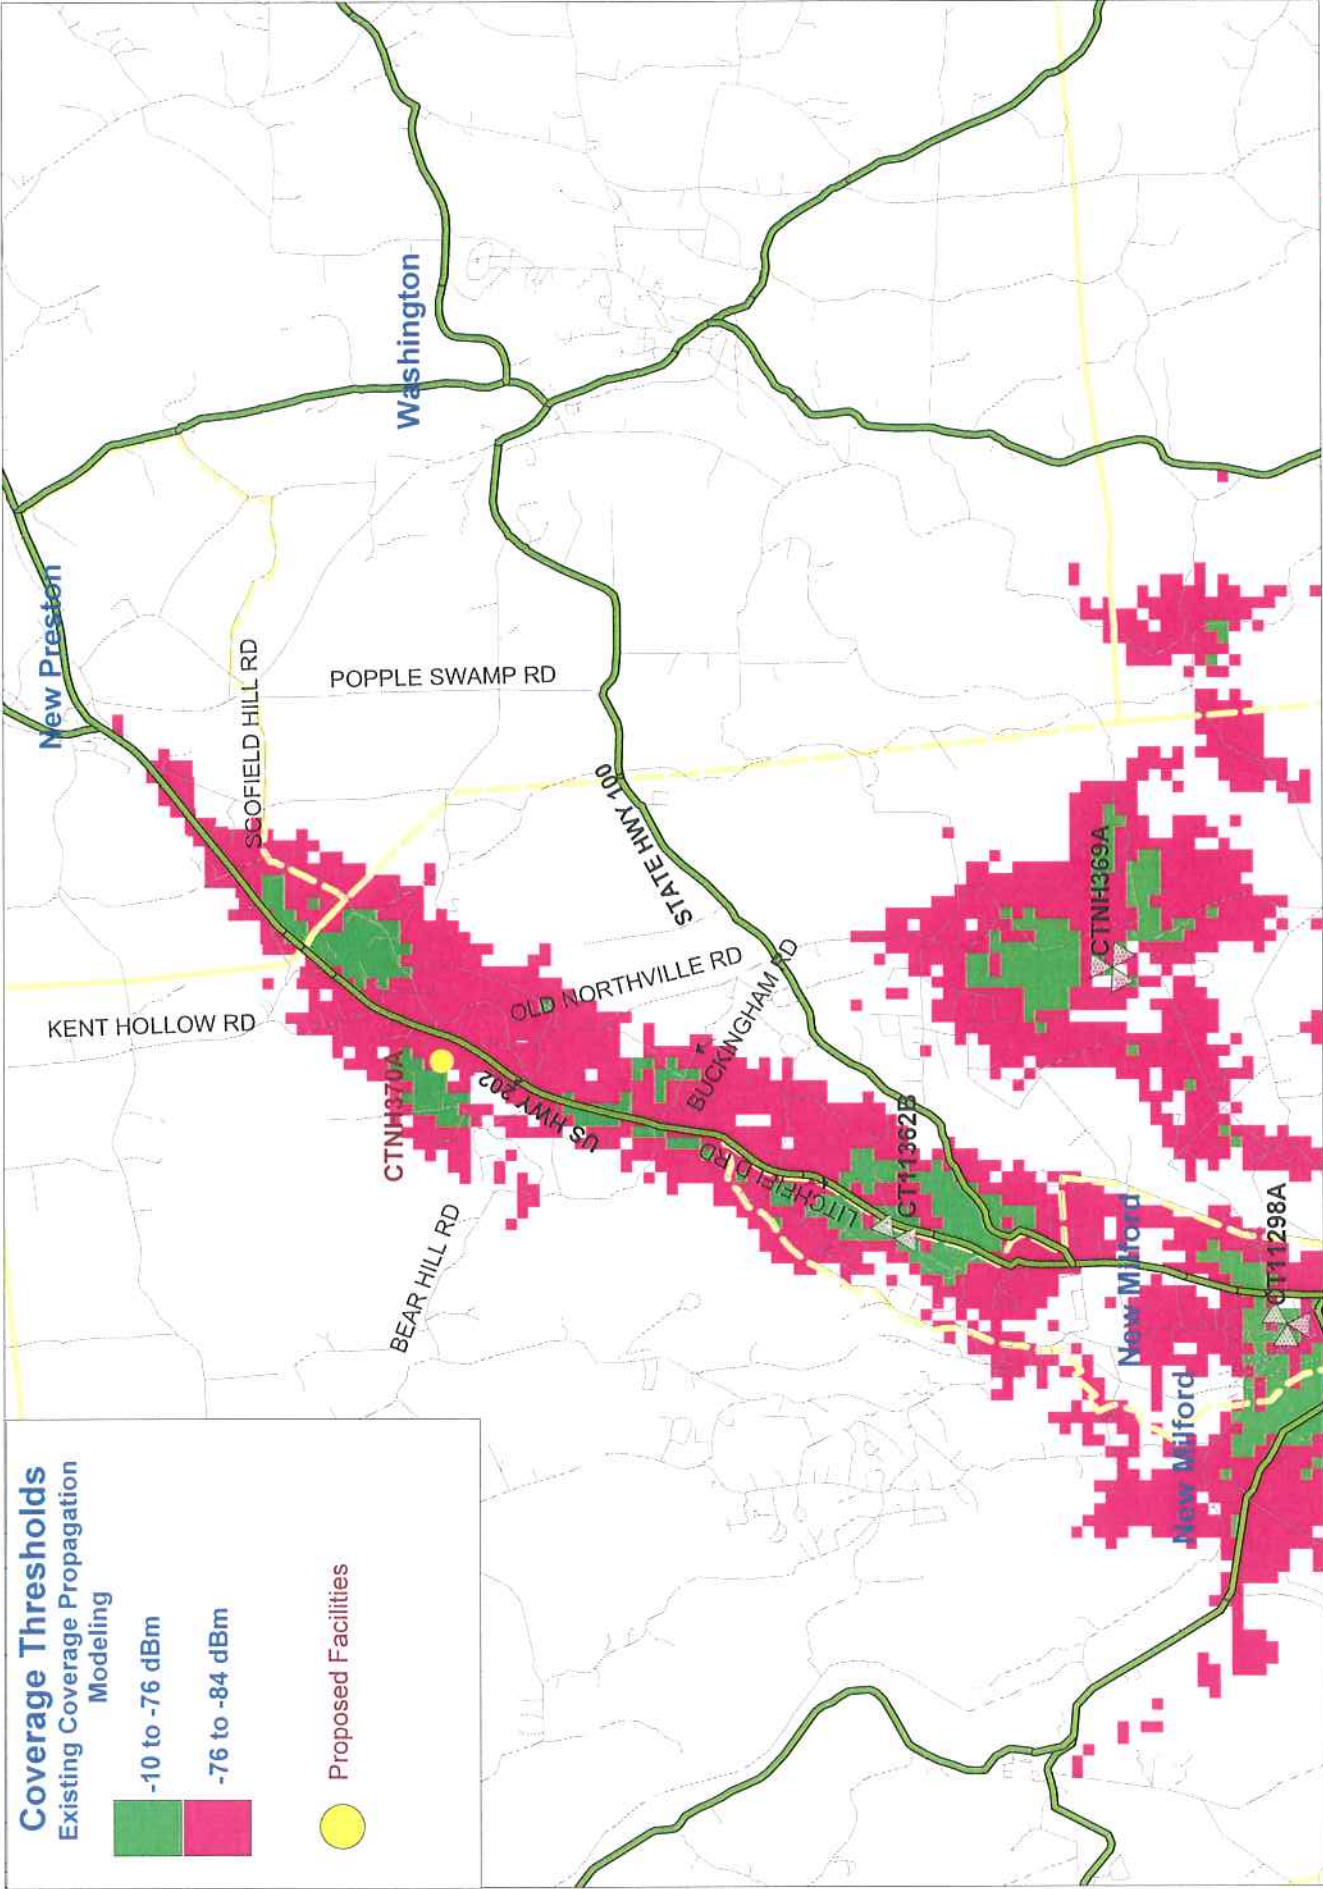 Coverage Thresholds
Existing Coverage Propagation
Modeling
-10 to -76 dBm
-76 to -84 dBm
Proposed Facilities
New Preston
Washington
SCOFIELD HILL RD
POPPLE SWAMP RD
KENT HOLLOW RD
CTNH370A
US HWY 202
OLD NORTHVILLE RD
STATE HWY 100
BUCKINGHAM RD
BEAR HILL RD
LITCHFIELD RD
CT11362B
CTNH369A
New Milford
New Milford
CT11298A